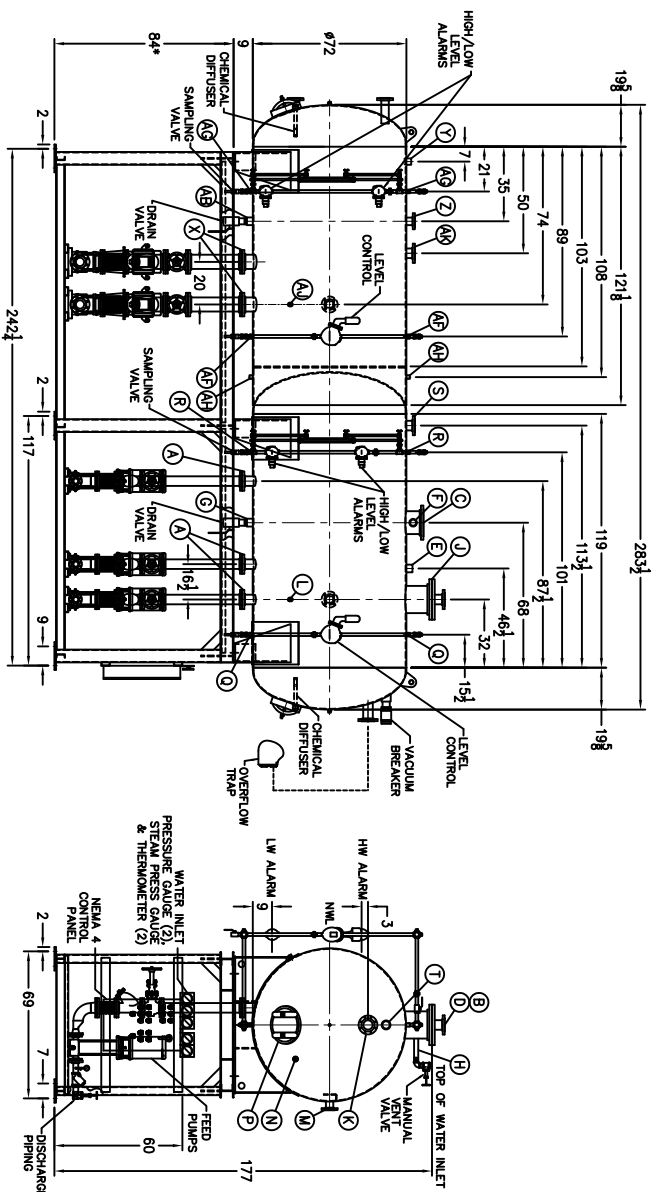 283½
19⅝
121⅛
119
19⅝
108
113½
103
101
89
87½
74
68
50
46½
35
32
21
15½
7
HIGH/LOW
LEVEL
ALARMS
Y
AG
Z
AK
AF
AH
S
R
F
C
E
J
Q
LEVEL
CONTROL
LEVEL
CONTROL
VACUUM
BREAKER
ø72
AJ
L
HIGH/LOW
LEVEL
ALARMS
CHEMICAL
DIFFUSER
CHEMICAL
DIFFUSER
OVERFLOW
TRAP
9
84*
SAMPLING
VALVE
AG
AB
DRAIN
VALVE
X
20
AF
AH
SAMPLING
VALVE
R
A
G
DRAIN
VALVE
A
16½
Q
2
2
9
117
242½
TOP OF WATER INLET
B
D
H
MANUAL
VENT
VALVE
T
HW ALARM
3
K
NWL
M
LW ALARM
9
N
P
WATER INLET
PRESSURE GAUGE (2),
STEAM PRESS GAUGE
& THERMOMETER (2)
NEMA 4
CONTROL
PANEL
FEED
PUMPS
DISCHARGE
PIPING
60
177
2
69
7